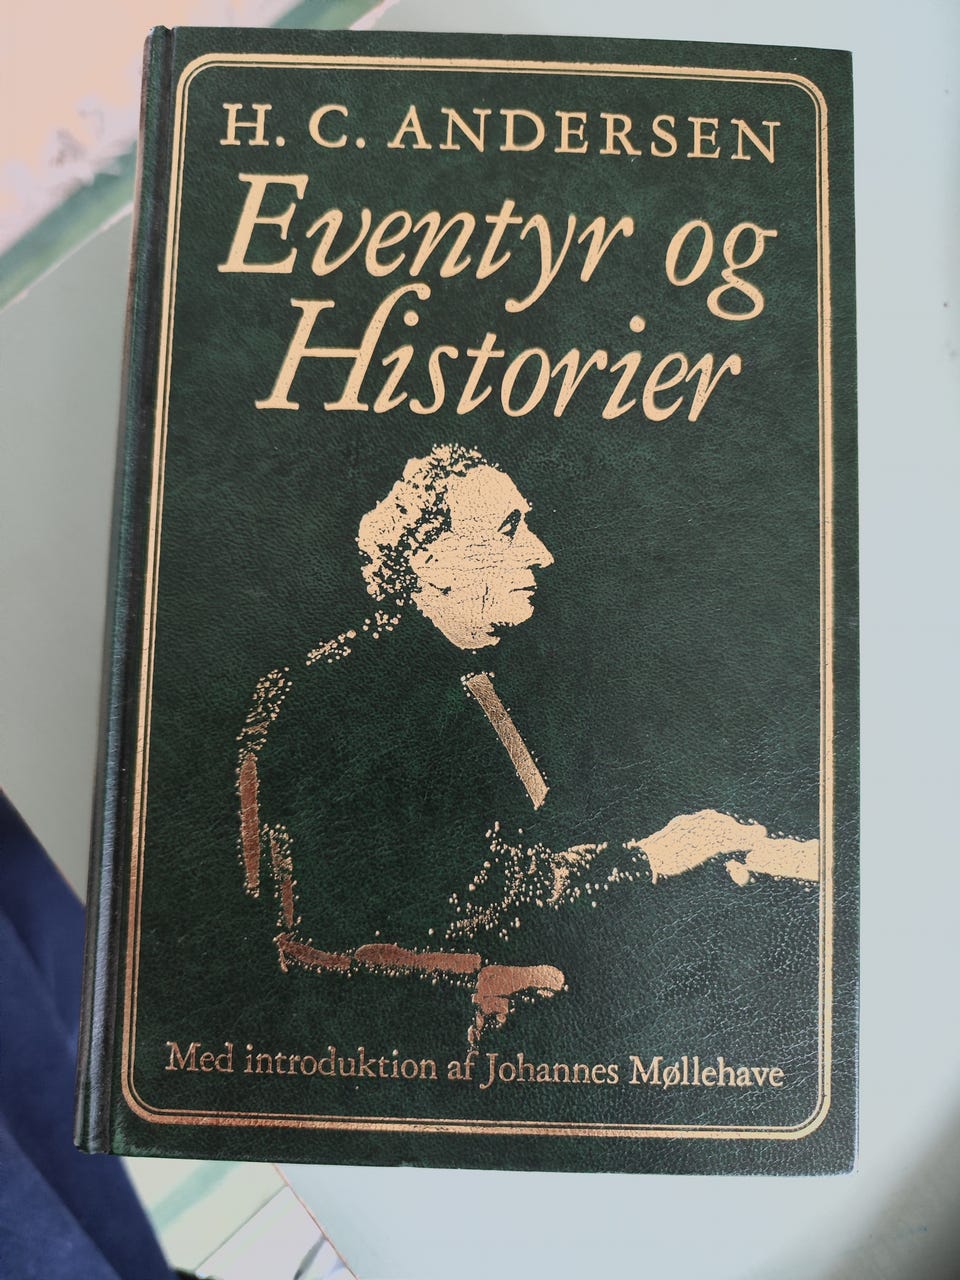 H. C. ANDERSEN
Eventyr og
Historier
Med introduktion af Johannes Møllehave